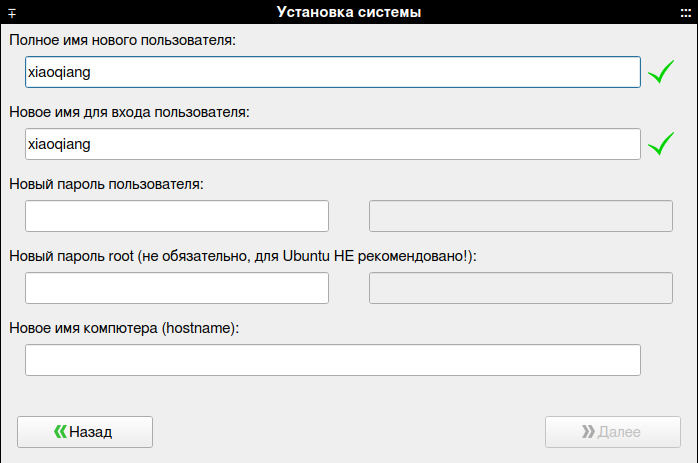 Установка системы
Полное имя нового пользователя:
xiaoqiang
Новое имя для входа пользователя:
xiaoqiang
Новый пароль пользователя:
Новый пароль root (не обязательно, для Ubuntu НЕ рекомендовано!):
Новое имя компютера (hostname):
Назад
Далее